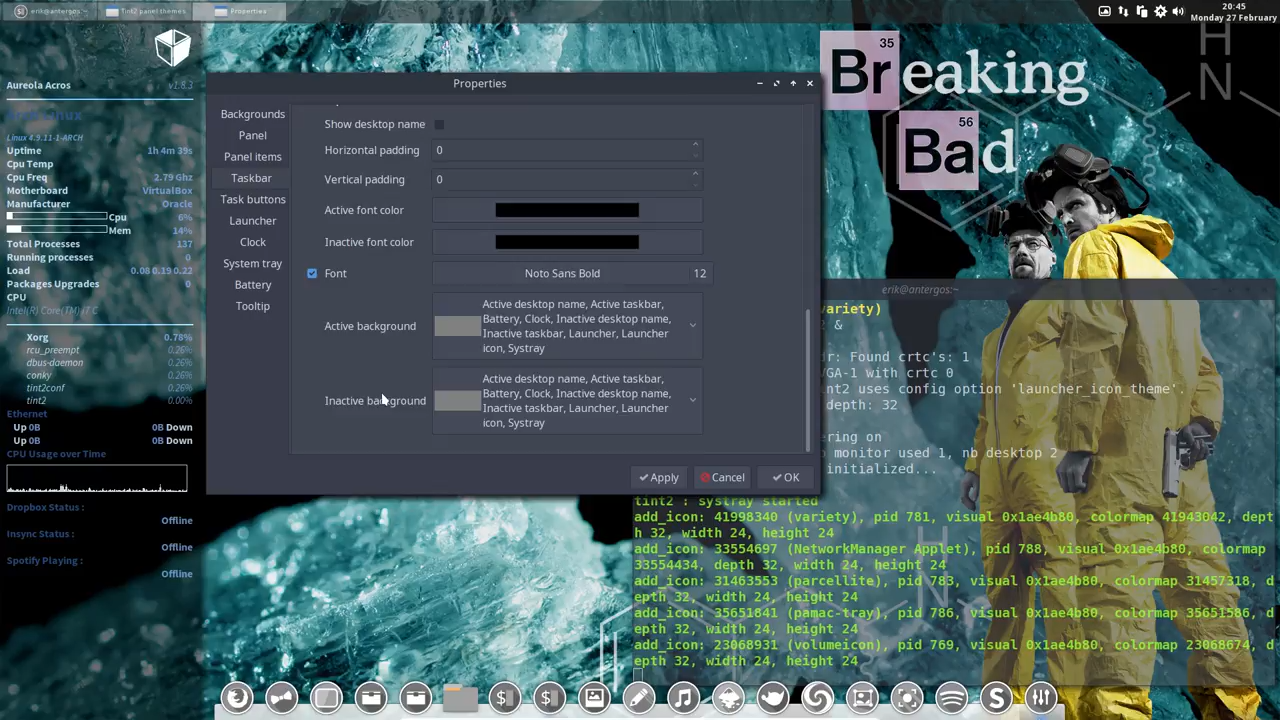 erik@antergos:~
Tint2 panel themes
Properties
20:45
Monday 27 February
Aureola Acros
v1.8.3
Linux 4.9.11-1-ARCH
Uptime 1h 4m 39s
Cpu Temp
Cpu Freq 2.79 Ghz
Motherboard VirtualBox
Manufacturer Oracle
Cpu 6%
Mem 14%
Total Processes 137
Running processes 0
Load 0.08 0.19 0.22
Packages Upgrades 0
CPU
Intel(R) Core(TM) i7 C
Xorg 0.78%
rcu_preempt 0.26%
dbus-daemon 0.26%
conky 0.26%
tint2conf 0.26%
tint2 0.00%
Ethernet
Up 0B 0B Down
Up 0B 0B Down
CPU Usage over Time
Dropbox Status :
Offline
Insync Status :
Offline
Spotify Playing :
Offline
Properties
Backgrounds
Panel
Panel items
Taskbar
Task buttons
Launcher
Clock
System tray
Battery
Tooltip
Show desktop name
Horizontal padding 0
Vertical padding 0
Active font color
Inactive font color
Font Noto Sans Bold 12
Active background
Active desktop name, Active taskbar,
Battery, Clock, Inactive desktop name,
Inactive taskbar, Launcher, Launcher
icon, Systray
Inactive background
Active desktop name, Active taskbar,
Battery, Clock, Inactive desktop name,
Inactive taskbar, Launcher, Launcher
icon, Systray
Apply Cancel OK
35
Breaking
56
Bad
H
N
erik@antergos:~
variety)
2 &
dr: Found crtc's: 1
VGA-1 with crtc 0
int2 uses config option 'launcher_icon_theme'.
depth: 32
ering on
o monitor used 1, nb desktop 2
initialized...
tint2 : systray started
add_icon: 41998340 (variety), pid 781, visual 0x1ae4b80, colormap 41943042, dept
h 32, width 24, height 24
add_icon: 33554697 (NetworkManager Applet), pid 788, visual 0x1ae4b80, colormap
33554434, depth 32, width 24, height 24
add_icon: 31463553 (parcellite), pid 783, visual 0x1ae4b80, colormap 31457318, d
epth 32, width 24, height 24
add_icon: 35651841 (pamac-tray), pid 786, visual 0x1ae4b80, colormap 35651586, d
epth 32, width 24, height 24
add_icon: 23068931 (volumeicon), pid 769, visual 0x1ae4b80, colormap 23068674, d
epth 32, width 24, height 24